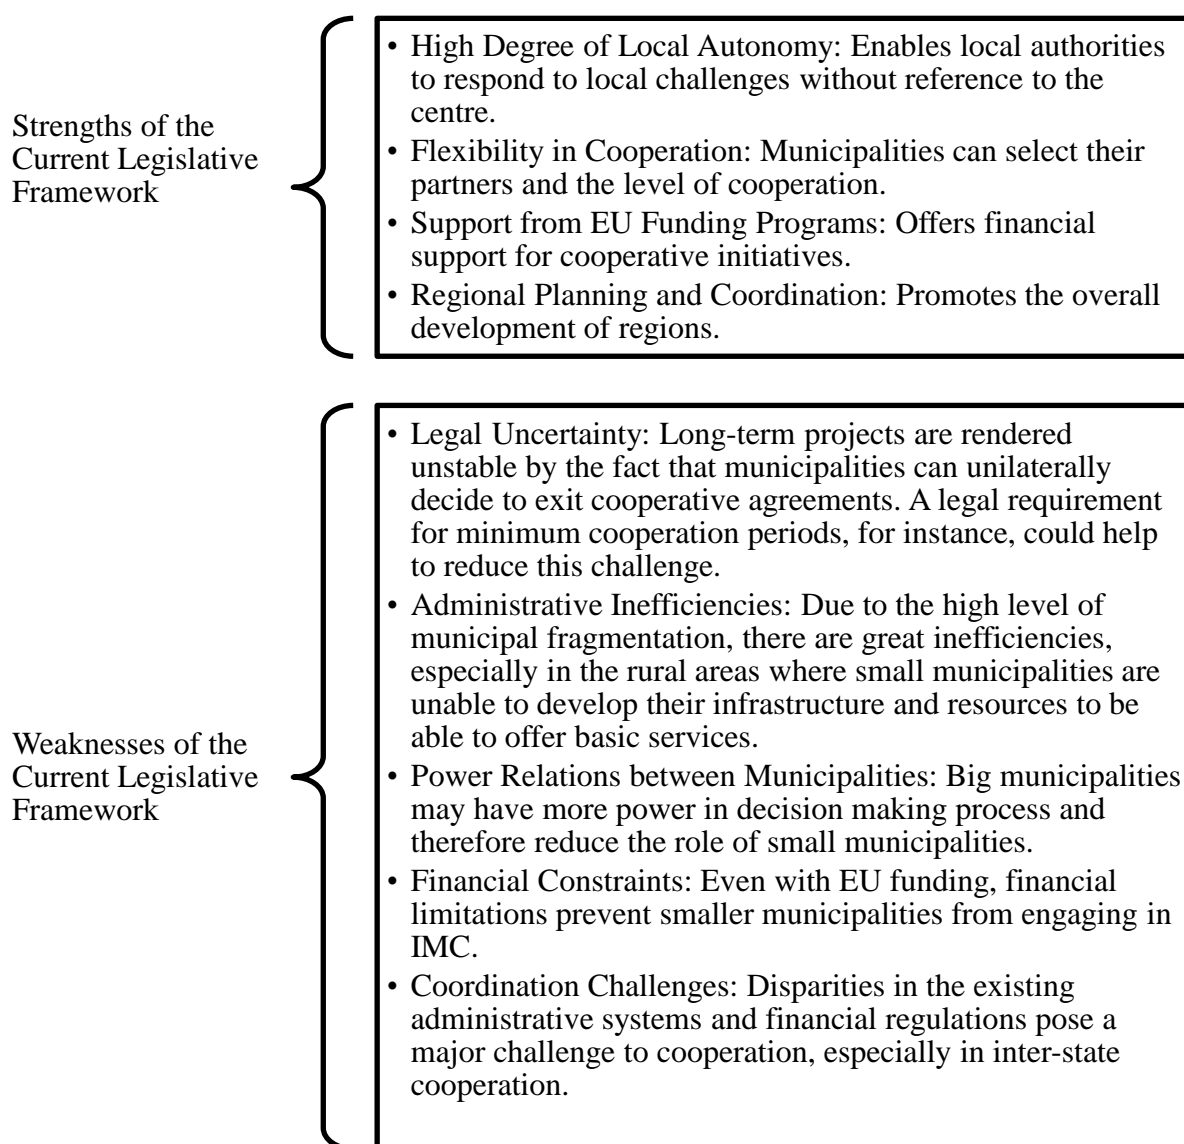 Strengths of the
Current Legislative
Framework
• High Degree of Local Autonomy: Enables local authorities
to respond to local challenges without reference to the
centre.
• Flexibility in Cooperation: Municipalities can select their
partners and the level of cooperation.
• Support from EU Funding Programs: Offers financial
support for cooperative initiatives.
• Regional Planning and Coordination: Promotes the overall
development of regions.
Weaknesses of the
Current Legislative
Framework
• Legal Uncertainty: Long-term projects are rendered
unstable by the fact that municipalities can unilaterally
decide to exit cooperative agreements. A legal requirement
for minimum cooperation periods, for instance, could help
to reduce this challenge.
• Administrative Inefficiencies: Due to the high level of
municipal fragmentation, there are great inefficiencies,
especially in the rural areas where small municipalities are
unable to develop their infrastructure and resources to be
able to offer basic services.
• Power Relations between Municipalities: Big municipalities
may have more power in decision making process and
therefore reduce the role of small municipalities.
• Financial Constraints: Even with EU funding, financial
limitations prevent smaller municipalities from engaging in
IMC.
• Coordination Challenges: Disparities in the existing
administrative systems and financial regulations pose a
major challenge to cooperation, especially in inter-state
cooperation.